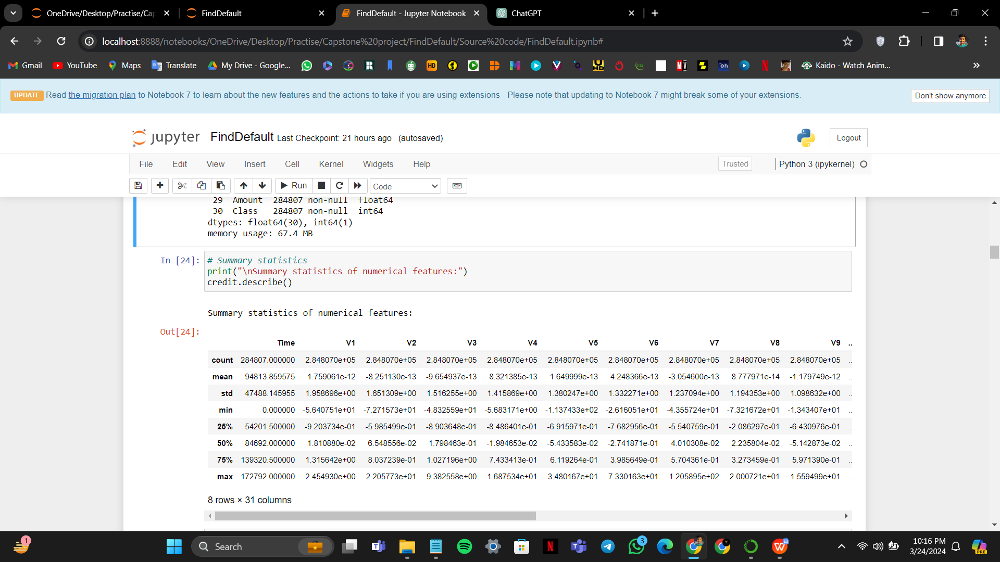 OneDrive/Desktop/Practise/Cap
FindDefault
FindDefault - Jupyter Notebook
ChatGPT
localhost:8888/notebooks/OneDrive/Desktop/Practise/Capstone%20project/FindDefault/Source%20code/FindDefault.ipynb#
Gmail YouTube Maps Translate My Drive - Google... Kaido - Watch Anim...
UPDATE Read the migration plan to Notebook 7 to learn about the new features and the actions to take if you are using extensions - Please note that updating to Notebook 7 might break some of your extensions.
Don't show anymore
jupyter FindDefault Last Checkpoint: 21 hours ago (autosaved)
Logout
File Edit View Insert Cell Kernel Widgets Help Trusted Python 3 (ipykernel)
Run Code
29 Amount 284807 non-null float64
30 Class 284807 non-null int64
dtypes: float64(30), int64(1)
memory usage: 67.4 MB
In [24]: # Summary statistics
print("\nSummary statistics of numerical features:")
credit.describe()
Summary statistics of numerical features:
Out[24]:
Time V1 V2 V3 V4 V5 V6 V7 V8 V9 ..
count 284807.000000 2.848070e+05 2.848070e+05 2.848070e+05 2.848070e+05 2.848070e+05 2.848070e+05 2.848070e+05 2.848070e+05 2.848070e+05 ..
mean 94813.859575 1.759061e-12 -8.251130e-13 -9.654937e-13 8.321385e-13 1.649999e-13 4.248366e-13 -3.054600e-13 8.777971e-14 -1.179749e-12 ..
std 47488.145955 1.958696e+00 1.651309e+00 1.516255e+00 1.415869e+00 1.380247e+00 1.332271e+00 1.237094e+00 1.194353e+00 1.098632e+00 ..
min 0.000000 -5.640751e+01 -7.271573e+01 -4.832559e+01 -5.683171e+00 -1.137433e+02 -2.616051e+01 -4.355724e+01 -7.321672e+01 -1.343407e+01 ..
25% 54201.500000 -9.203734e-01 -5.985499e-01 -8.903648e-01 -8.486401e-01 -6.915971e-01 -7.682956e-01 -5.540759e-01 -2.086297e-01 -6.430976e-01 ..
50% 84692.000000 1.810880e-02 6.548556e-02 1.798463e-01 -1.984653e-02 -5.433583e-02 -2.741871e-01 4.010308e-02 2.235804e-02 -5.142873e-02 ..
75% 139320.500000 1.315642e+00 8.037239e-01 1.027196e+00 7.433413e-01 6.119264e-01 3.985649e-01 5.704361e-01 3.273459e-01 5.971390e-01 ..
max 172792.000000 2.454930e+00 2.205773e+01 9.382558e+00 1.687534e+01 3.480167e+01 7.330163e+01 1.205895e+02 2.000721e+01 1.559499e+01 ..
8 rows × 31 columns
1
Search
3
10:16 PM
3/24/2024
PRE